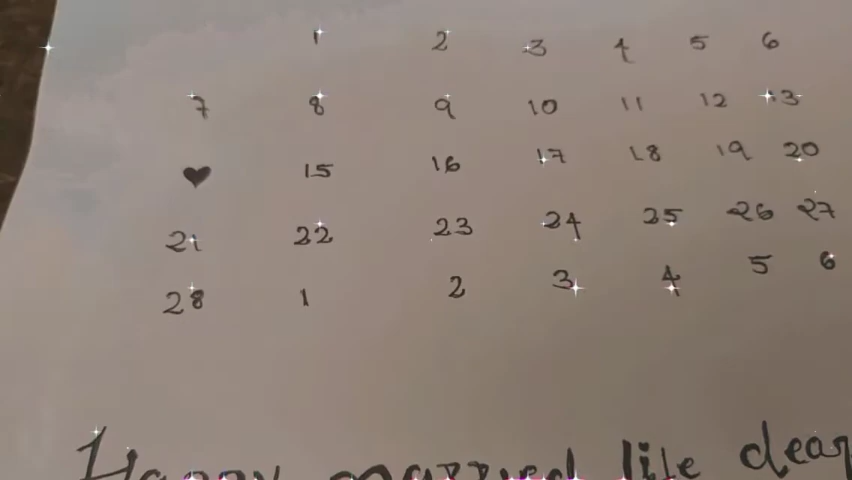 1 2 3 4 5 6
7 8 9 10 11 12 13
♥ 15 16 17 18 19 20
21 22 23 24 25 26 27
28 1 2 3 4 5 6
Happy married life dear